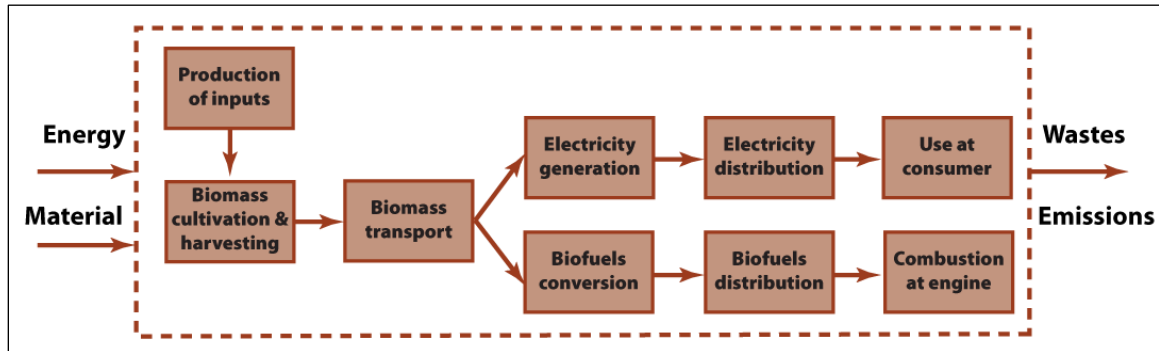 Production
of inputs
Energy
Material
Biomass
cultivation &
harvesting
Biomass
transport
Electricity
generation
Electricity
distribution
Use at
consumer
Biofuels
conversion
Biofuels
distribution
Combustion
at engine
Wastes
Emissions